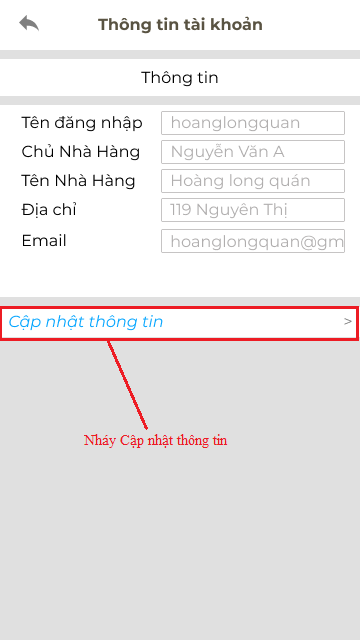 Thông tin tài khoản
Thông tin
Tên đăng nhập hoanglongquan
Chủ Nhà Hàng Nguyễn Văn A
Tên Nhà Hàng Hoàng long quán
Địa chỉ 119 Nguyên Thị
Email hoanglongquan@gm
Cập nhật thông tin >
Nháy Cập nhật thông tin